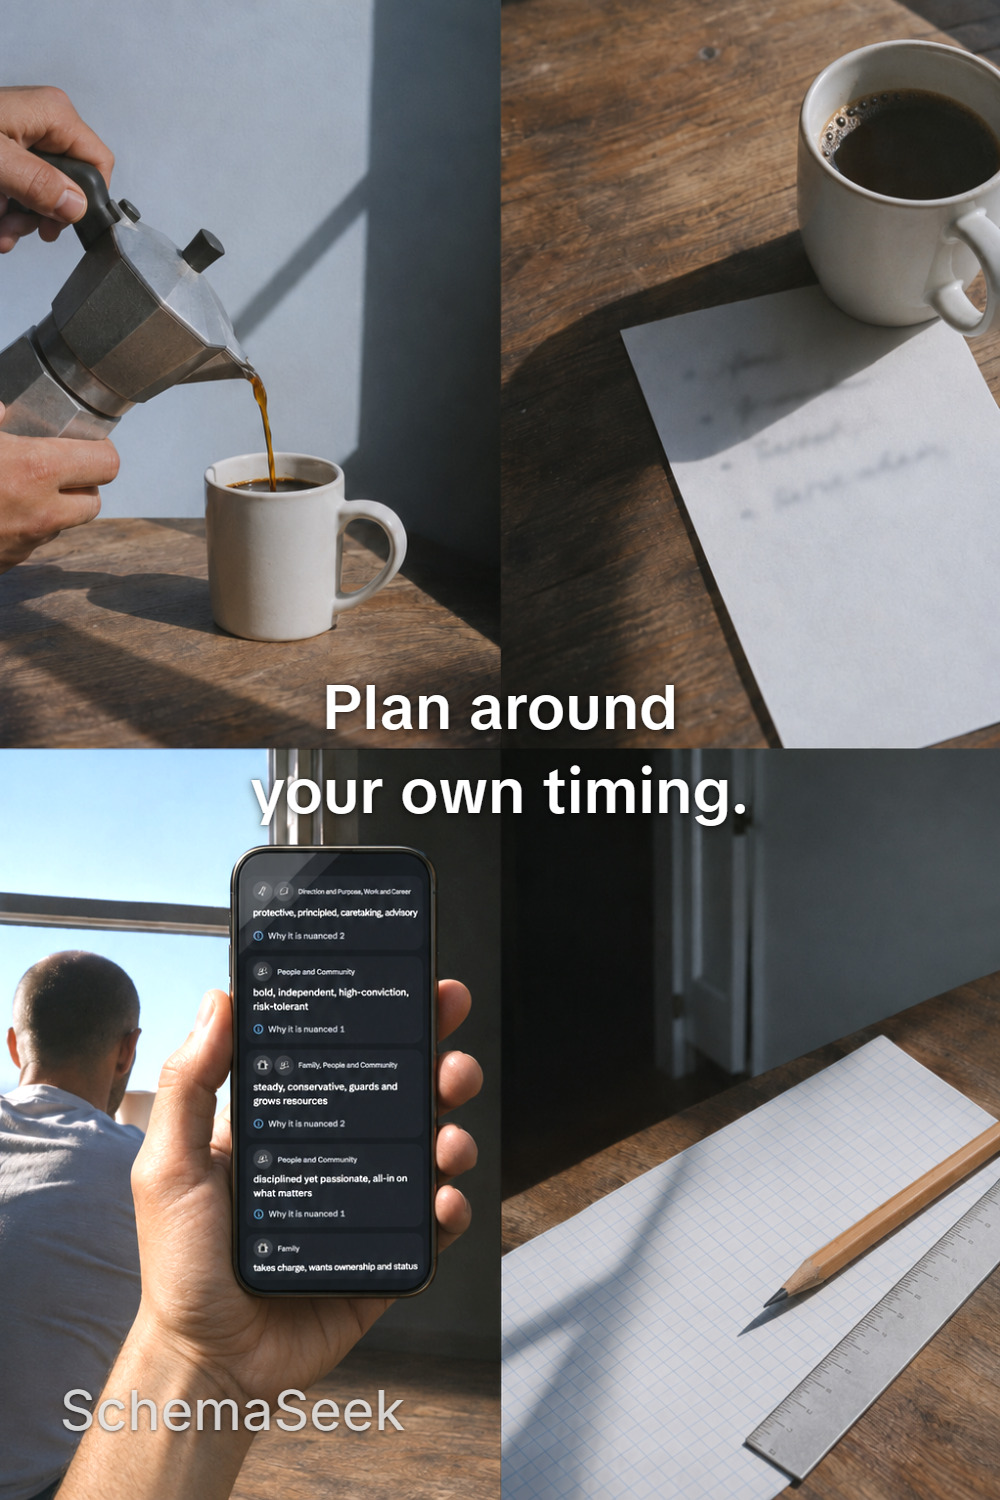 Plan around
your own timing.
Direction and Purpose, Work and Career
protective, principled, caretaking, advisory
Why it is nuanced 2
People and Community
bold, independent, high-conviction,
risk-tolerant
Why it is nuanced 1
Family, People and Community
steady, conservative, guards and
grows resources
Why it is nuanced 2
People and Community
disciplined yet passionate, all-in on
what matters
Why it is nuanced 1
Family
takes charge, wants ownership and status
SchemaSeek